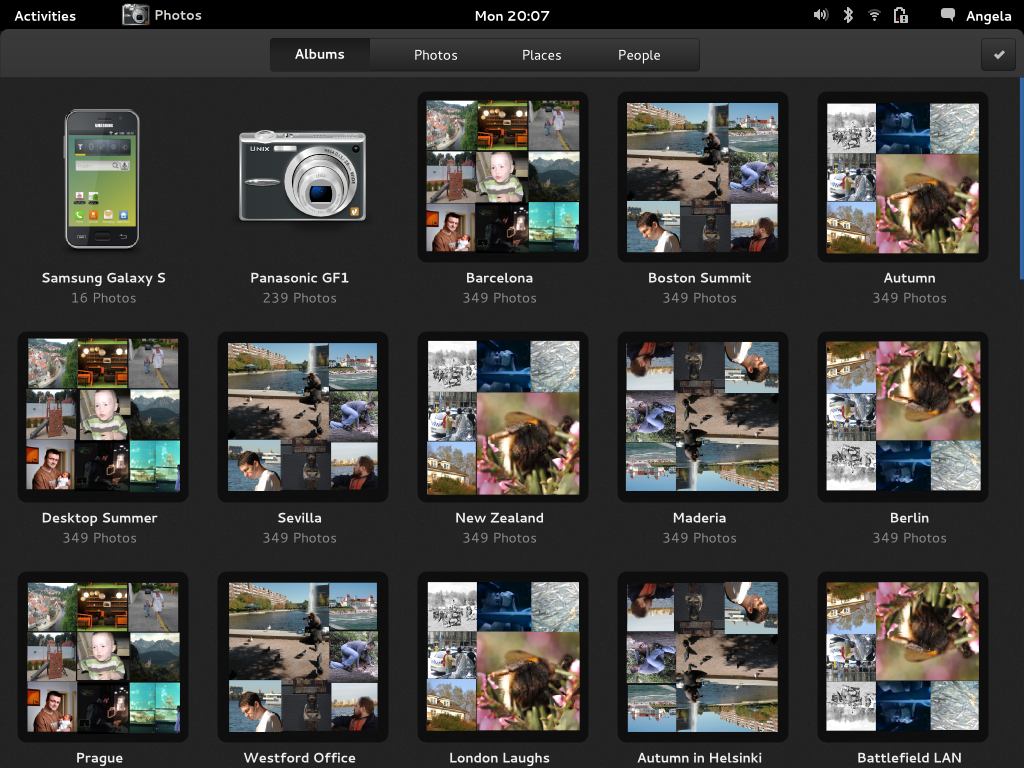 Activities Photos Mon 20:07 Angela
Albums Photos Places People
SAMSUNG
UNIX
Samsung Galaxy S Panasonic GF1 Barcelona Boston Summit Autumn
16 Photos 239 Photos 349 Photos 349 Photos 349 Photos
Desktop Summer Sevilla New Zealand Maderia Berlin
349 Photos 349 Photos 349 Photos 349 Photos 349 Photos
Prague Westford Office London Laughs Autumn in Helsinki Battlefield LAN